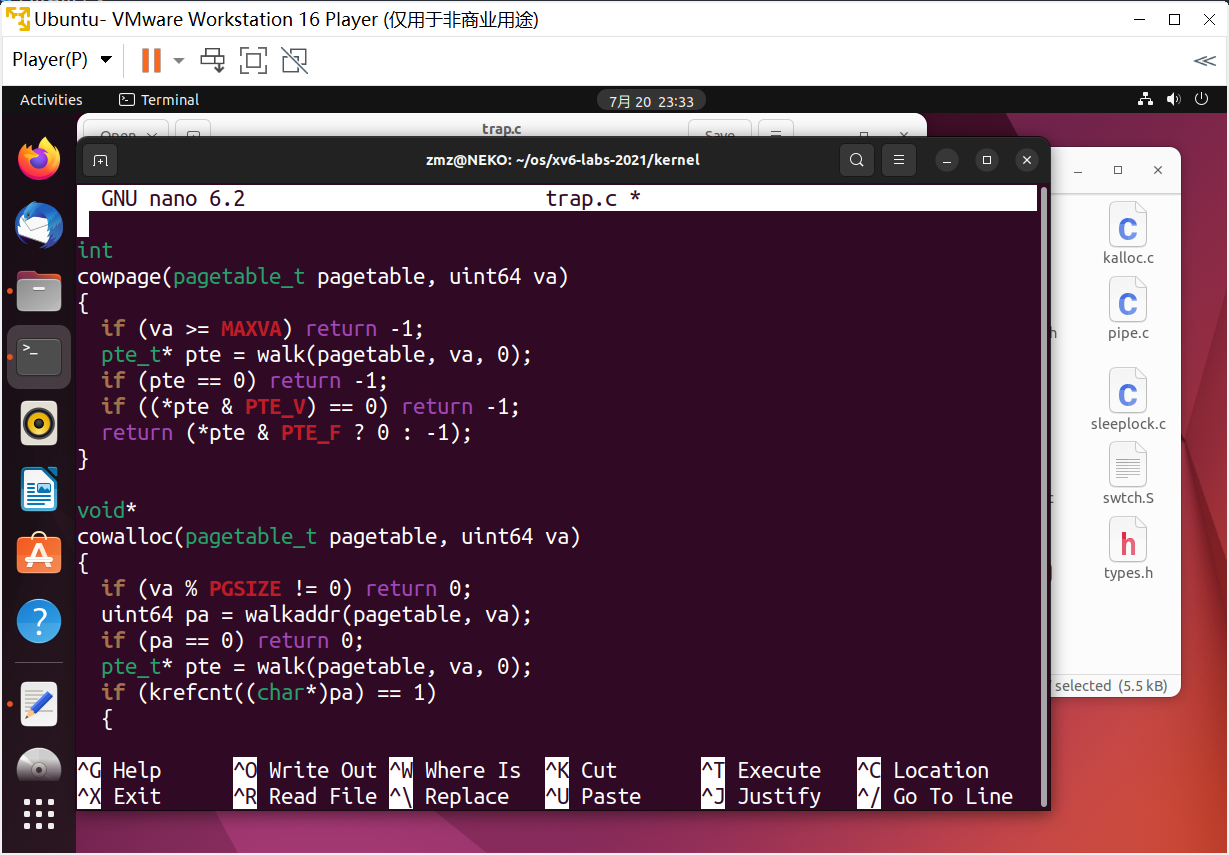 Ubuntu- VMware Workstation 16 Player (仅用于非商业用途)
Player(P)
Activities
Terminal
7月 20 23:33
Open
trap.c
Save
zmz@NEKO: ~/os/xv6-labs-2021/kernel
GNU nano 6.2 trap.c *
int
cowpage(pagetable_t pagetable, uint64 va)
{
if (va >= MAXVA) return -1;
pte_t* pte = walk(pagetable, va, 0);
if (pte == 0) return -1;
if ((*pte & PTE_V) == 0) return -1;
return (*pte & PTE_F ? 0 : -1);
}
void*
cowalloc(pagetable_t pagetable, uint64 va)
{
if (va % PGSIZE != 0) return 0;
uint64 pa = walkaddr(pagetable, va);
if (pa == 0) return 0;
pte_t* pte = walk(pagetable, va, 0);
if (krefcnt((char*)pa) == 1)
{
^G Help ^O Write Out ^W Where Is ^K Cut ^T Execute ^C Location
^X Exit ^R Read File ^\ Replace ^U Paste ^J Justify ^/ Go To Line
c
kalloc.c
c
pipe.c
c
sleeplock.c
swtch.S
h
types.h
selected (5.5 kB)